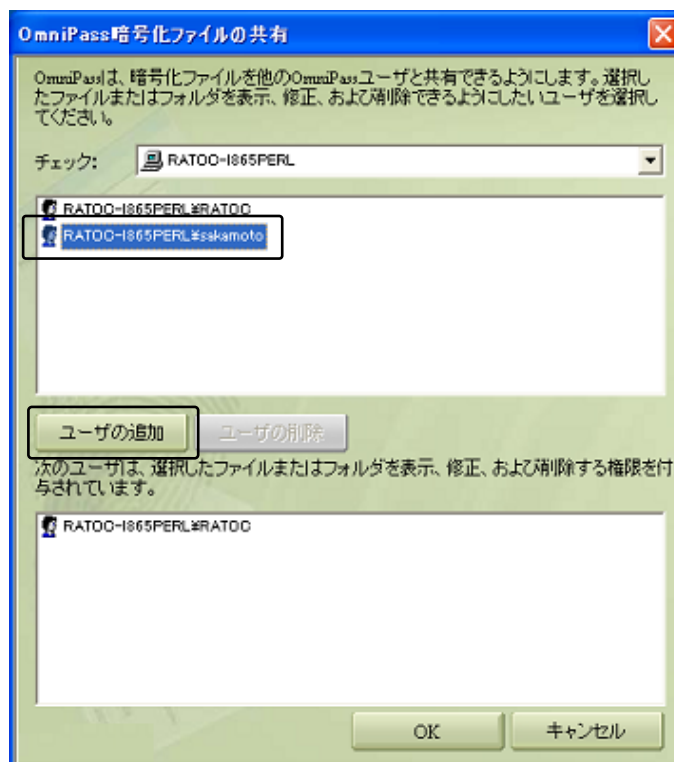 OmniPass暗号化ファイルの共有
OmniPassは、暗号化ファイルを他のOmniPassユーザと共有できるようにします。選択し
たファイルまたはフォルダを表示、修正、および削除できるようにしたいユーザを選択し
てください。
チェック: RATOC-I865PERL
RATOC-I865PERL¥RATOC
RATOC-I865PERL¥sakamoto
ユーザの追加 ユーザの削除
次のユーザは、選択したファイルまたはフォルダを表示、修正、および削除する権限を付
与されています。
RATOC-I865PERL¥RATOC
OK キャンセル